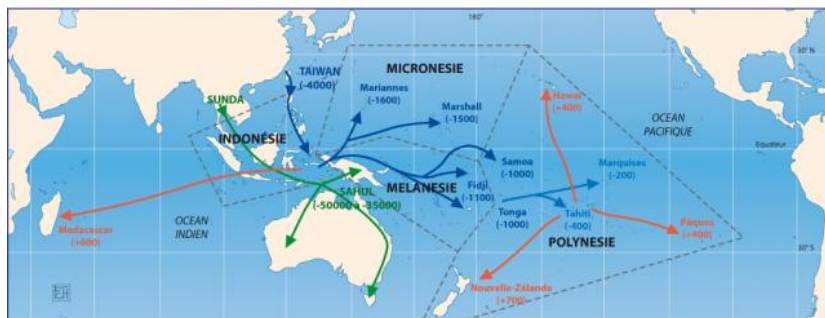 180°
30° N
TAIWAN
(-4000)
MICRONESIE
SUNDA
Mariannes
(-1600)
Marshall
(-1500)
Hawaï
(+400)
OCEAN
PACIFIQUE
INDONÉSIE
Equateur
Samoa
(-1000)
Marquises
(-200)
SAHUL
(-50000 à -35000)
MELANESIE
Fidji
(-1100)
Tonga
(-1000)
Tahiti
(-400)
Pâques
(+400)
OCEAN
INDIEN
Madacascar
(+600)
POLYNESIE
30° S
Nouvelle-Zélande
(+700)